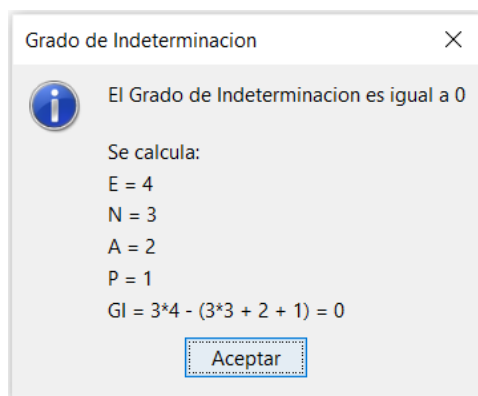 Grado de Indeterminacion
El Grado de Indeterminacion es igual a 0
Se calcula:
E = 4
N = 3
A = 2
P = 1
GI = 3*4 - (3*3 + 2 + 1) = 0
Aceptar